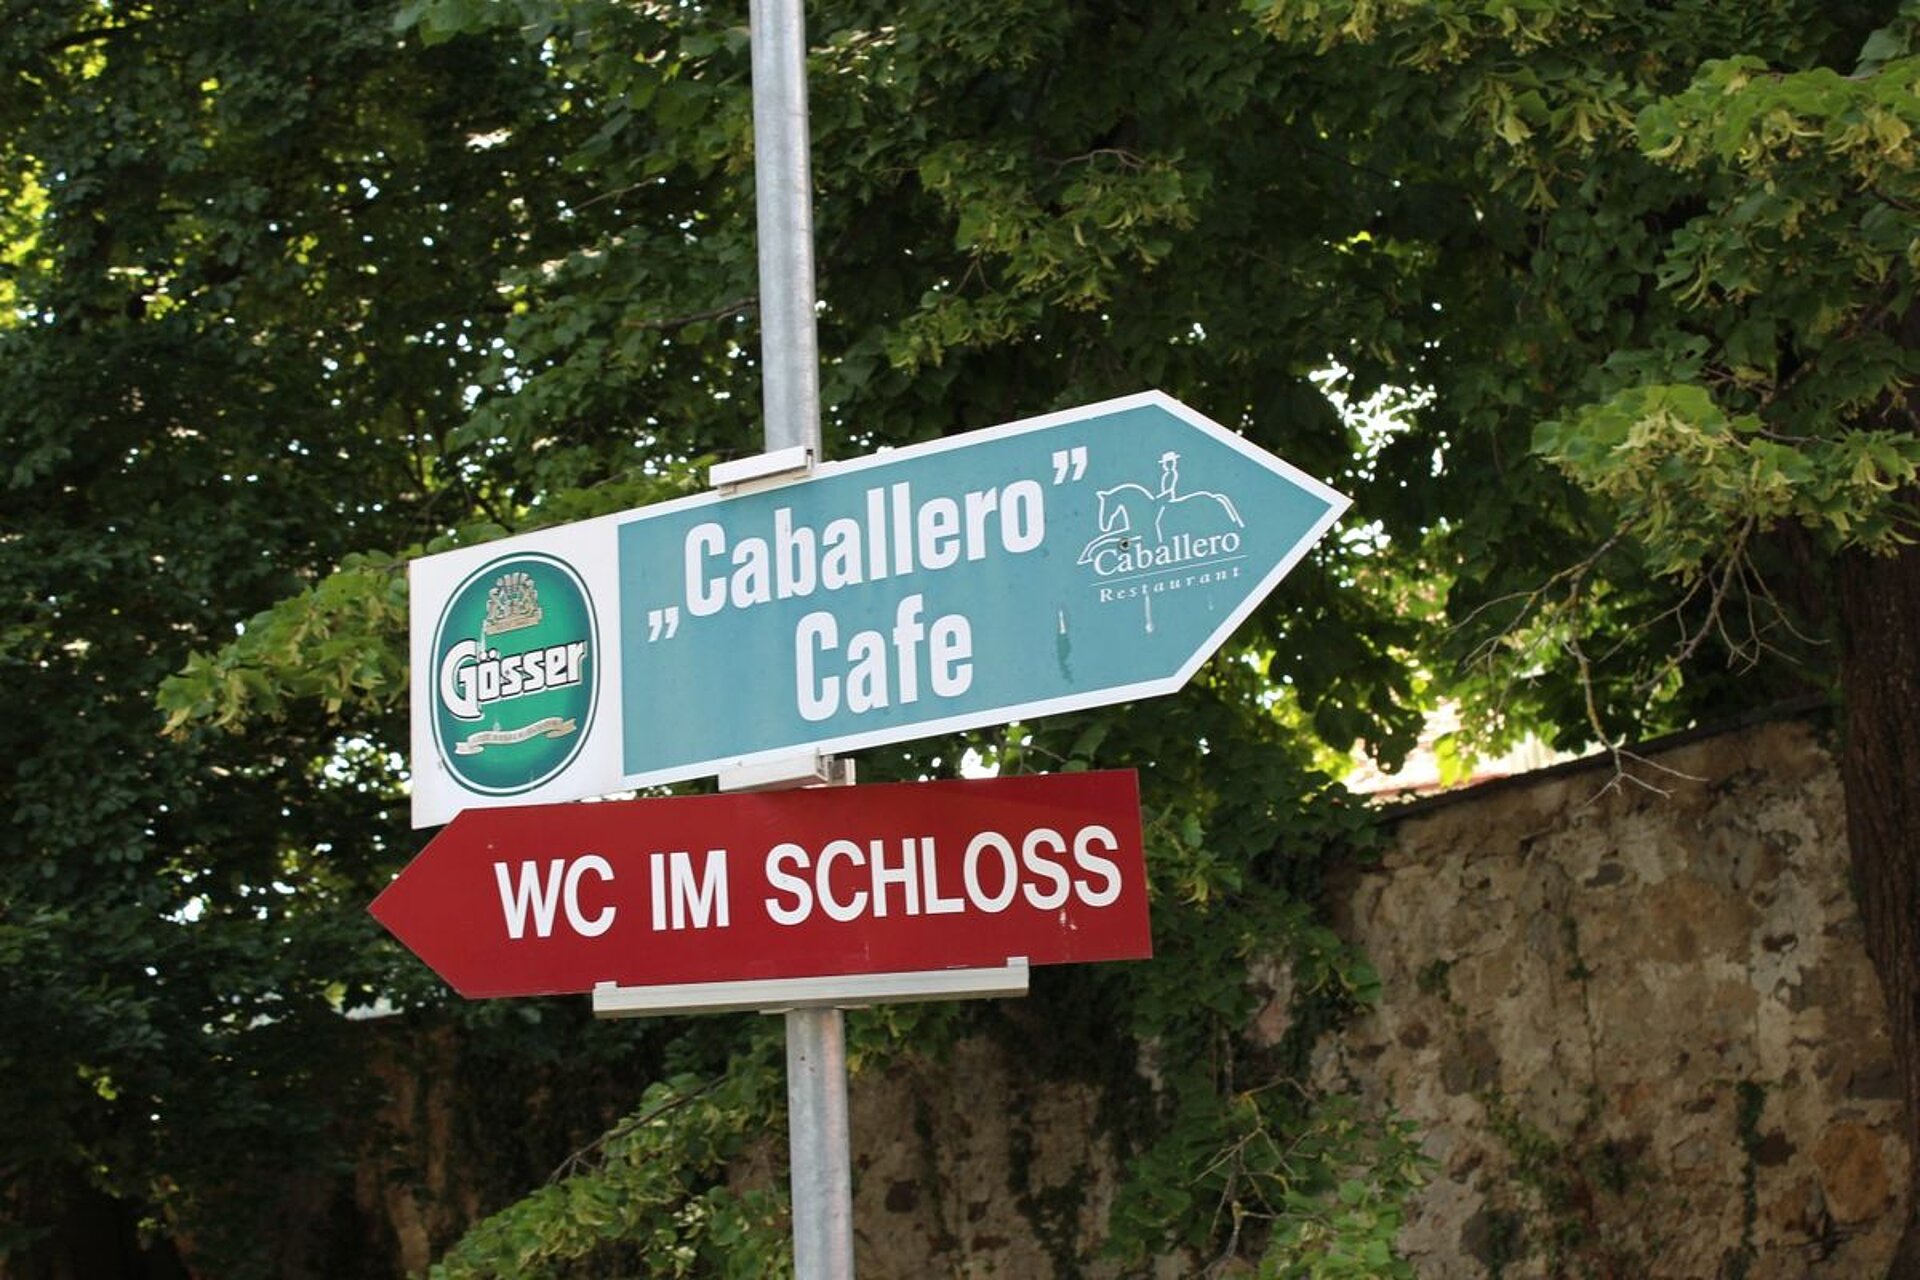 „Caballero”
Cafe
Caballero
Restaurant
Gösser
WC IM SCHLOSS